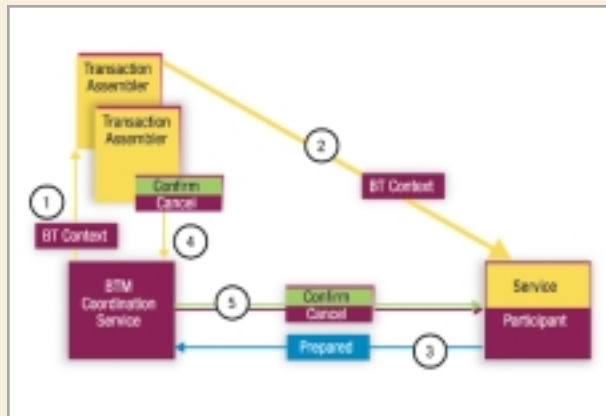 Transaction
Assembler
Transaction
Assembler
2
Confirm
Cancel
BT Context
1
BT Context
4
BTM
Coordination
Service
5
Confirm
Cancel
Service
Participant
Prepared
3